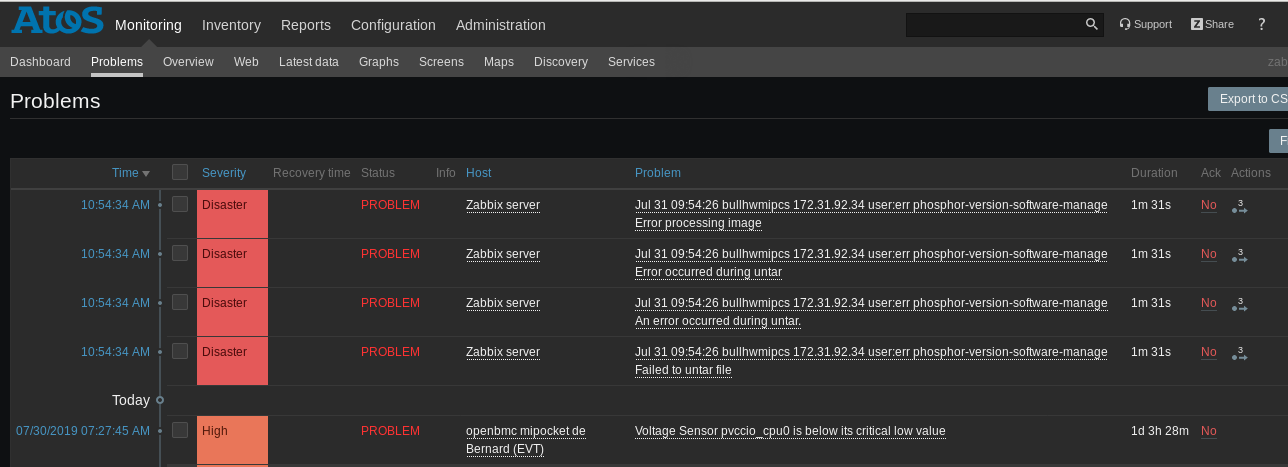 Atos Monitoring Inventory Reports Configuration Administration Support Z Share ?
Dashboard Problems Overview Web Latest data Graphs Screens Maps Discovery Services zab
Problems Export to CS
F
Time Severity Recovery time Status Info Host Problem Duration Ack Actions
10:54:34 AM Disaster PROBLEM Zabbix server Jul 31 09:54:26 bullhwmipcs 172.31.92.34 user:err phosphor-version-software-manage 1m 31s No 3
Error processing image
10:54:34 AM Disaster PROBLEM Zabbix server Jul 31 09:54:26 bullhwmipcs 172.31.92.34 user:err phosphor-version-software-manage 1m 31s No 3
Error occurred during untar
10:54:34 AM Disaster PROBLEM Zabbix server Jul 31 09:54:26 bullhwmipcs 172.31.92.34 user:err phosphor-version-software-manage 1m 31s No 3
An error occurred during untar.
10:54:34 AM Disaster PROBLEM Zabbix server Jul 31 09:54:26 bullhwmipcs 172.31.92.34 user:err phosphor-version-software-manage 1m 31s No 3
Failed to untar file
Today
07/30/2019 07:27:45 AM High PROBLEM openbmc mipocket de Voltage Sensor pvccio_cpu0 is below its critical low value 1d 3h 28m No
Bernard (EVT)